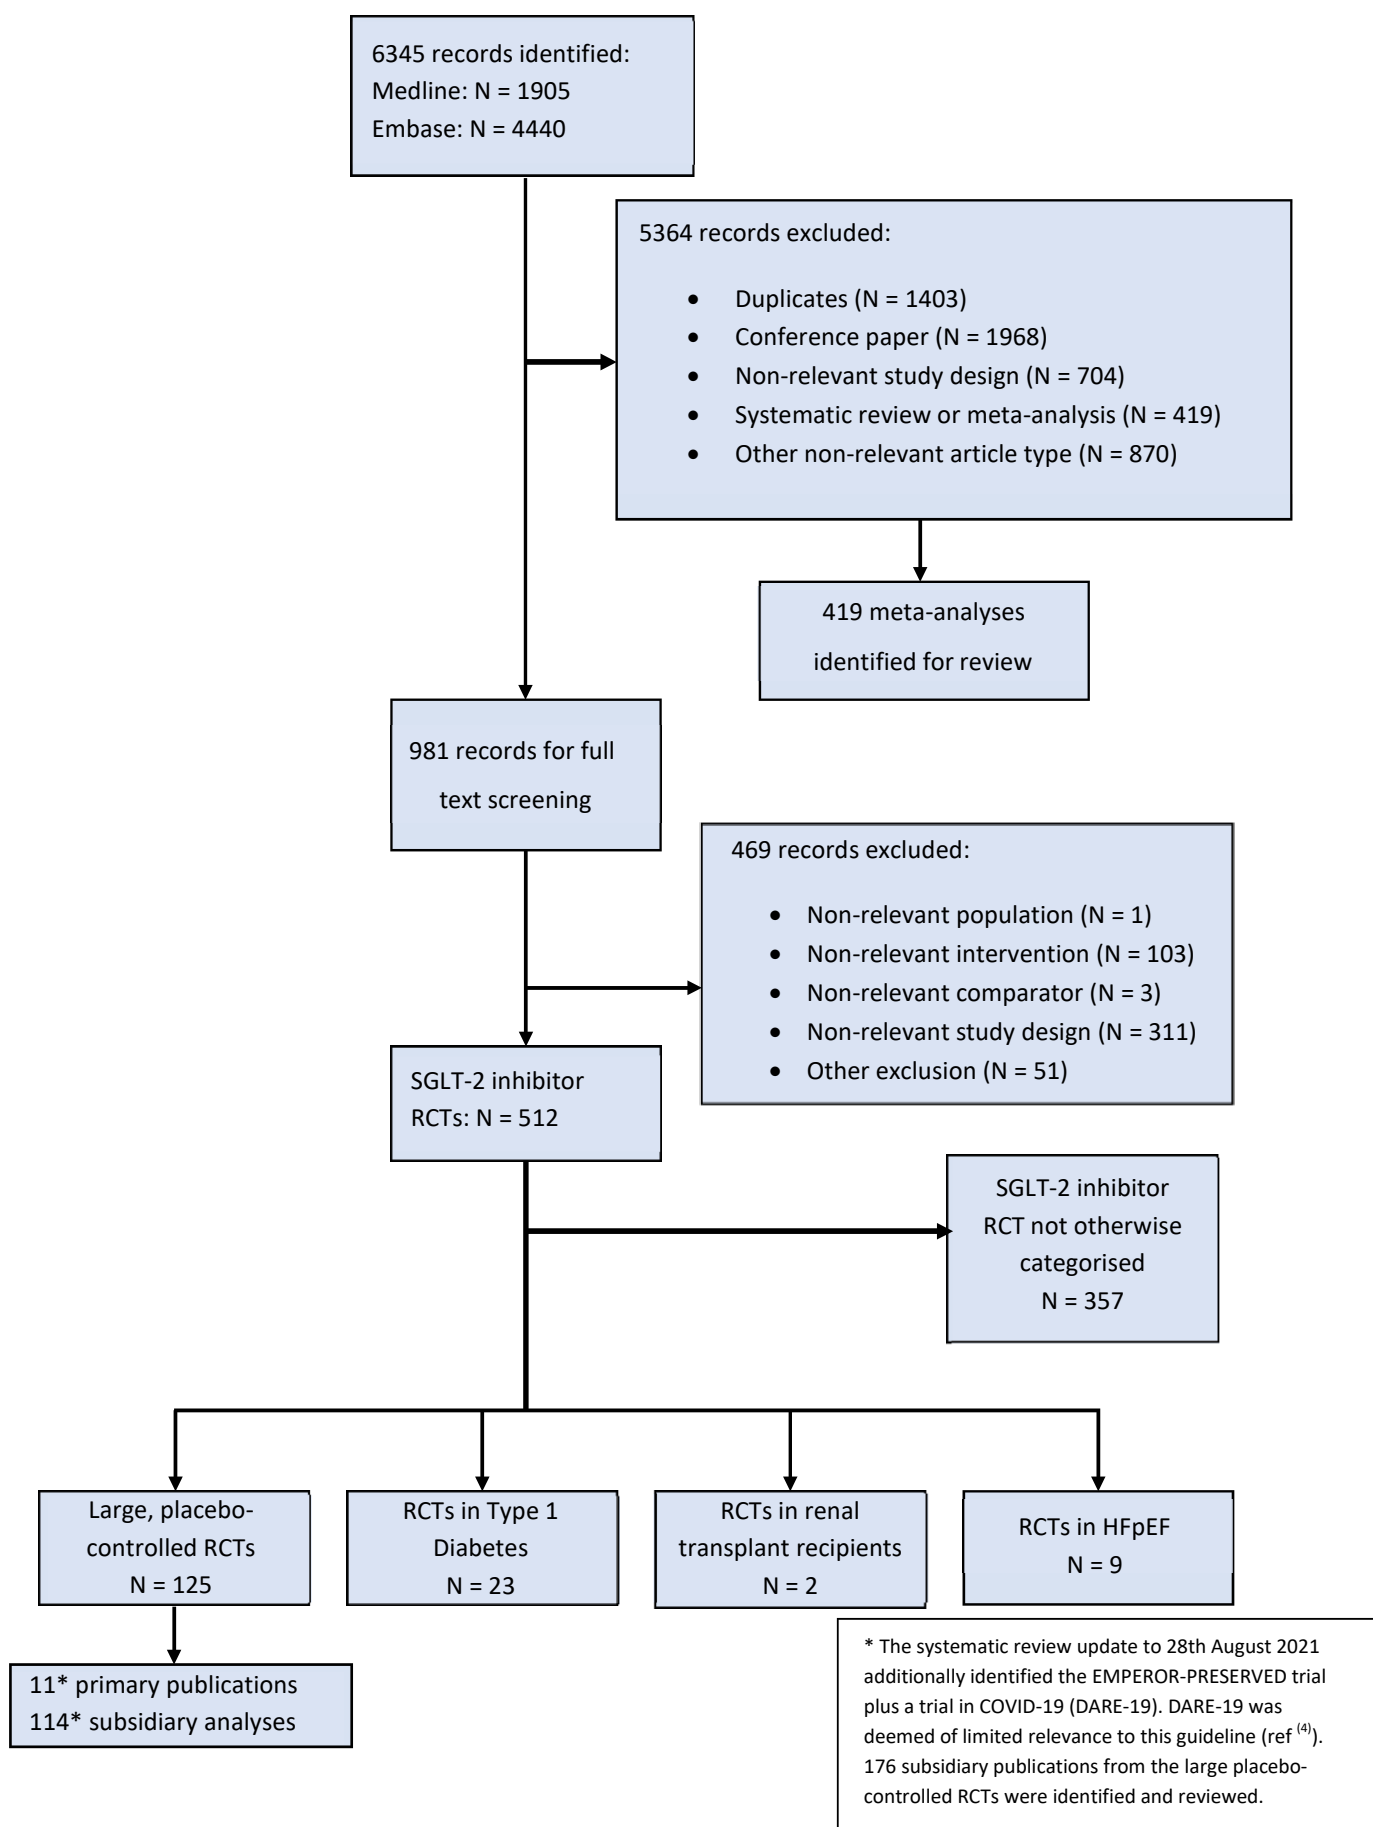 6345 records identified:
Medline: N = 1905
Embase: N = 4440
5364 records excluded:
• Duplicates (N = 1403)
• Conference paper (N = 1968)
• Non-relevant study design (N = 704)
• Systematic review or meta-analysis (N = 419)
• Other non-relevant article type (N = 870)
419 meta-analyses
identified for review
981 records for full
text screening
469 records excluded:
• Non-relevant population (N = 1)
• Non-relevant intervention (N = 103)
• Non-relevant comparator (N = 3)
• Non-relevant study design (N = 311)
• Other exclusion (N = 51)
SGLT-2 inhibitor
RCTs: N = 512
SGLT-2 inhibitor
RCT not otherwise
categorised
N = 357
Large, placebo-
controlled RCTs
N = 125
RCTs in Type 1
Diabetes
N = 23
RCTs in renal
transplant recipients
N = 2
RCTs in HFpEF
N = 9
11* primary publications
114* subsidiary analyses
* The systematic review update to 28th August 2021
additionally identified the EMPEROR-PRESERVED trial
plus a trial in COVID-19 (DARE-19). DARE-19 was
deemed of limited relevance to this guideline (ref (4)).
176 subsidiary publications from the large placebo-
controlled RCTs were identified and reviewed.